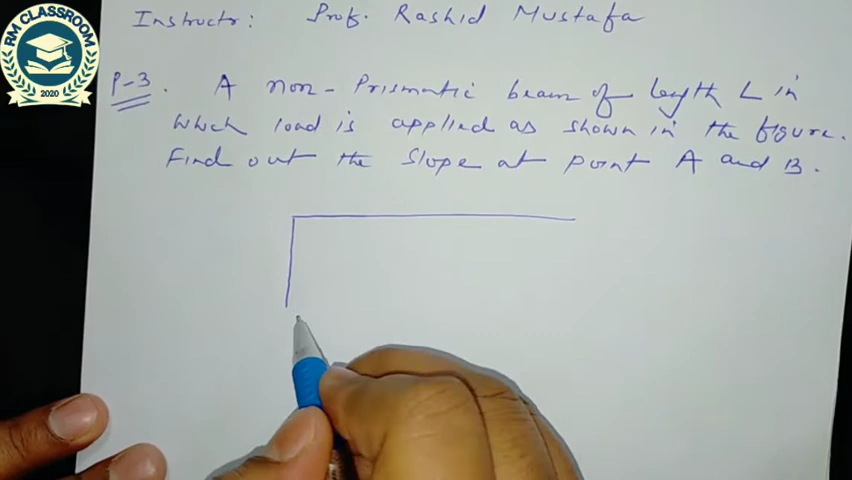 RM CLASSROOM
2020
Instructr: Prof. Rashid Mustafa
P-3. A non-Prismatic beam of length L in
which load is applied as shown in the figure.
Find out the Slope at point A and B.